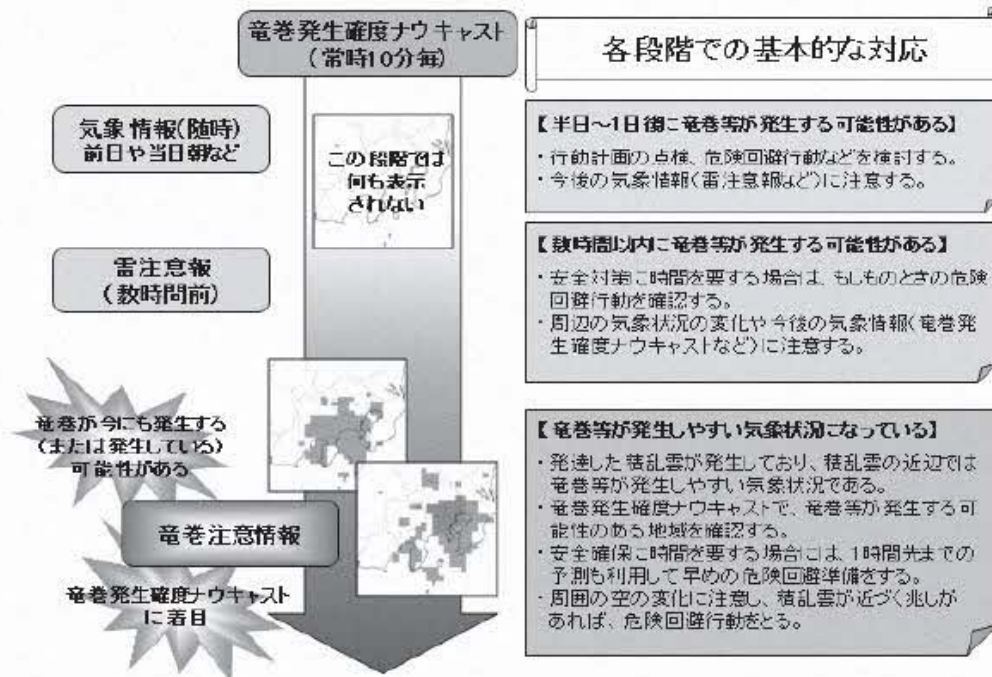 竜巻発生確度ナウキャスト
(常時10分毎)
各段階での基本的な対応
気象情報(随時)
前日や当日朝など
この段階では
何も表示
されない
【半日～1日後に竜巻等が発生する可能性がある】
・行動計画の点検、危険回避行動などを検討する。
・今後の気象情報(雷注意報など)に注意する。
雷注意報
(数時間前)
【数時間以内に竜巻等が発生する可能性がある】
・安全対策に時間を要する場合は、もしものときの危険
回避行動を確認する。
・周辺の気象状況の変化や今後の気象情報(竜巻発
生確度ナウキャストなど)に注意する。
竜巻が今にも発生する
(または発生している)
可能性がある
竜巻注意情報
竜巻発生確度ナウキャスト
に着目
【竜巻等が発生しやすい気象状況になっている】
・発達した積乱雲が発生しており、積乱雲の近辺では
竜巻等が発生しやすい気象状況である。
・竜巻発生確度ナウキャストで、竜巻等が発生する可
能性のある地域を確認する。
・安全確保に時間を要する場合には、1時間先までの
予測も利用して早めの危険回避準備をする。
・周囲の空の変化に注意し、積乱雲が近づく兆しが
あれば、危険回避行動をとる。